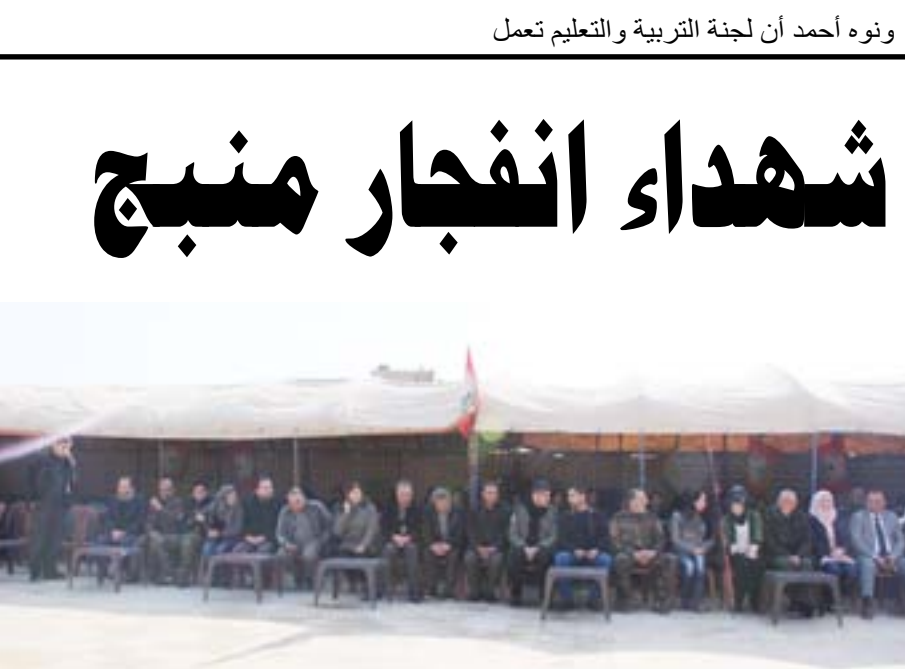 ونوه أحمد أن لجنة التربية والتعليم تعمل
شهداء انفجار منبج